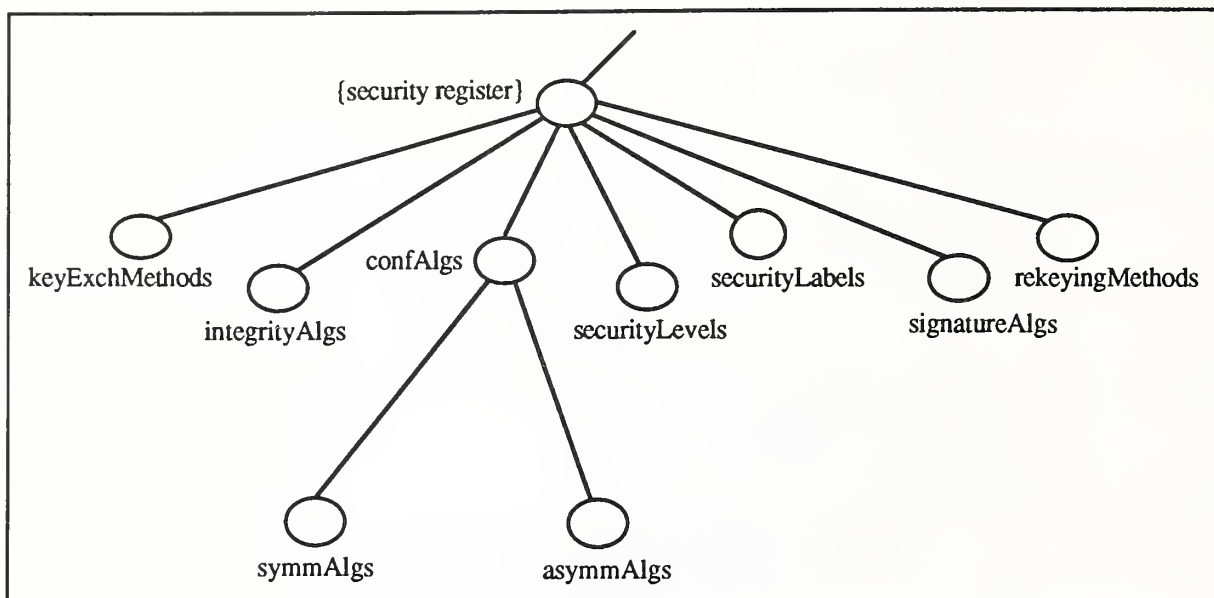 {security register}
keyExchMethods
integrityAlgs
confAlgs
securityLevels
securityLabels
signatureAlgs
rekeyingMethods
symmAlgs
asymmAlgs